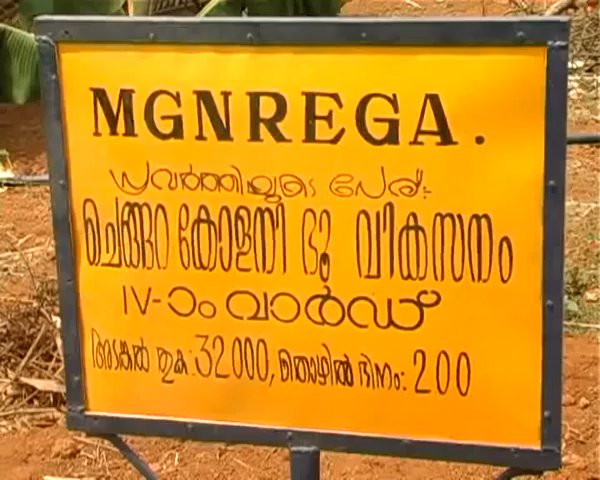 MGNREGA.
പ്രവർത്തിയുടെ പേര്:
ചെങ്ങറ കോളനി ഭൂ വികസനം
IV-ാം വാർഡ്
അടങ്കൽ തുക: 32000, തൊഴിൽ ദിനം: 200